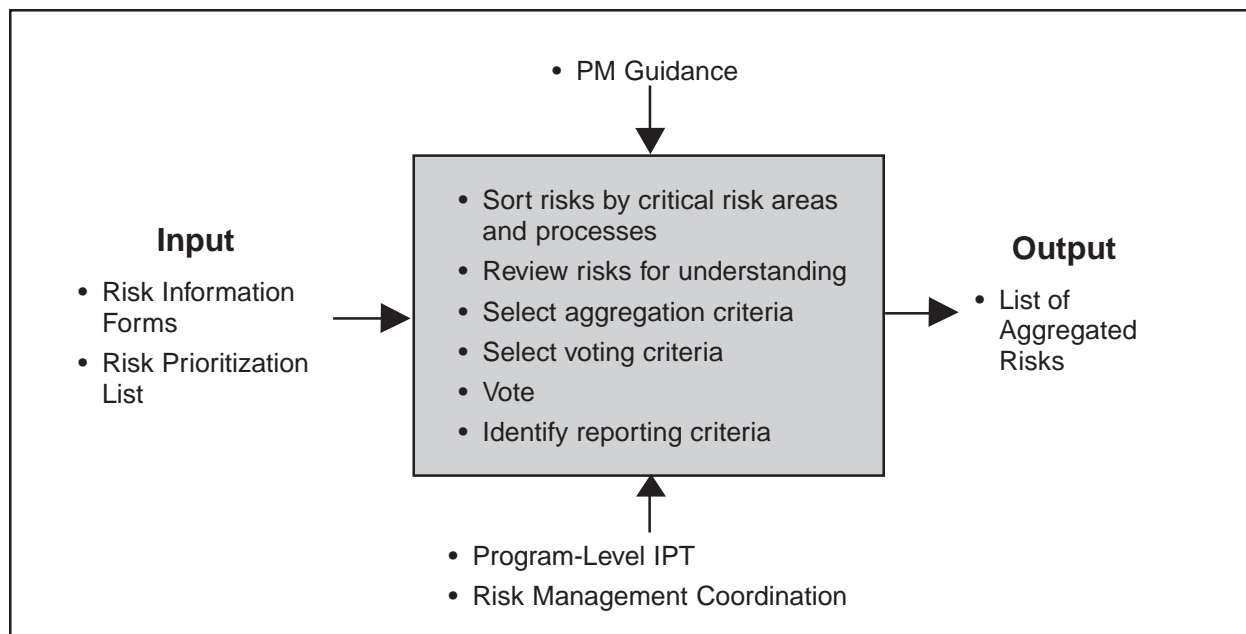 • PM Guidance
Input
• Risk Information
Forms
• Risk Prioritization
List
• Sort risks by critical risk areas
and processes
• Review risks for understanding
• Select aggregation criteria
• Select voting criteria
• Vote
• Identify reporting criteria
Output
• List of
Aggregated
Risks
• Program-Level IPT
• Risk Management Coordination